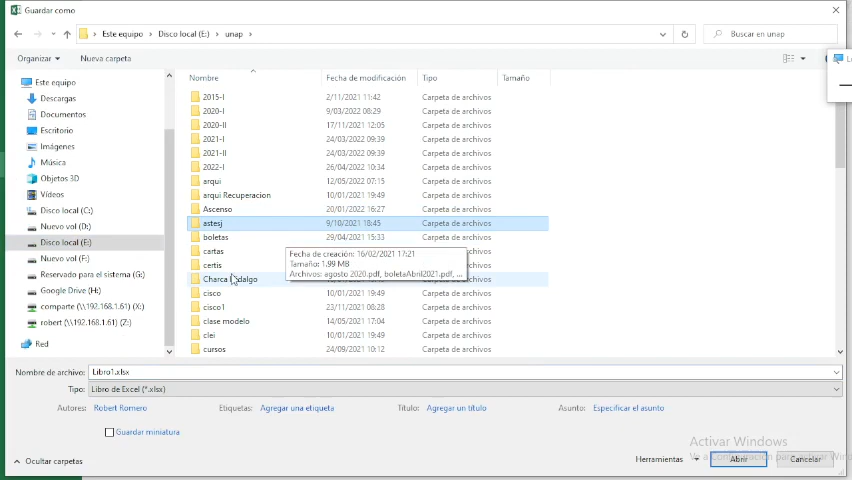 Guardar como
Este equipo > Disco local (E:) > unap >
Buscar en unap
Organizar
Nueva carpeta
Este equipo
Descargas
Documentos
Escritorio
Imágenes
Música
Objetos 3D
Vídeos
Disco local (C:)
Nuevo vol (D:)
Disco local (E:)
Nuevo vol (F:)
Reservado para el sistema (G:)
Google Drive (H:)
comparte (\\192.168.1.61) (X:)
robert (\\192.168.1.61) (Z:)
Red
Nombre Fecha de modificación Tipo Tamaño
2015-I 2/11/2021 11:42 Carpeta de archivos
2020-I 9/03/2022 08:29 Carpeta de archivos
2020-II 17/11/2021 12:05 Carpeta de archivos
2021-I 24/03/2022 09:39 Carpeta de archivos
2021-II 24/03/2022 09:39 Carpeta de archivos
2022-I 26/04/2022 10:34 Carpeta de archivos
arqui 12/05/2022 07:15 Carpeta de archivos
arqui Recuperacion 10/01/2021 19:49 Carpeta de archivos
Ascenso 20/01/2022 16:27 Carpeta de archivos
astesj 9/10/2021 18:45 Carpeta de archivos
boletas 29/04/2021 15:33 Carpeta de archivos
cartas
certis
Charca Hidalgo
cisco 10/01/2021 19:49 Carpeta de archivos
cisco1 23/11/2021 08:28 Carpeta de archivos
clase modelo 14/05/2021 17:04 Carpeta de archivos
clei 10/01/2021 19:49 Carpeta de archivos
cursos 24/09/2021 10:12 Carpeta de archivos
Fecha de creación: 16/02/2021 17:21
Tamaño: 1,99 MB
Archivos: agosto 2020.pdf, boletaAbril2021.pdf, ...
Nombre de archivo: Libro1.xlsx
Tipo: Libro de Excel (*.xlsx)
Autores: Robert Romero Etiquetas: Agregar una etiqueta Título: Agregar un título Asunto: Especificar el asunto
Guardar miniatura
Activar Windows
Ocultar carpetas
Herramientas
Abrir
Cancelar